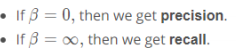 • If β = 0, then we get precision.
• If β = ∞, then we get recall.